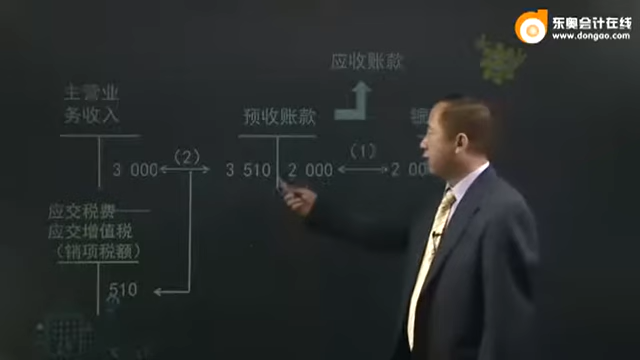 东奥会计在线
www.dongao.com
应收账款
主营业
务收入
预收账款
3 000
(2)
3 510
2 000
(1)
2 00
应交税费——
应交增值税
(销项税额)
510